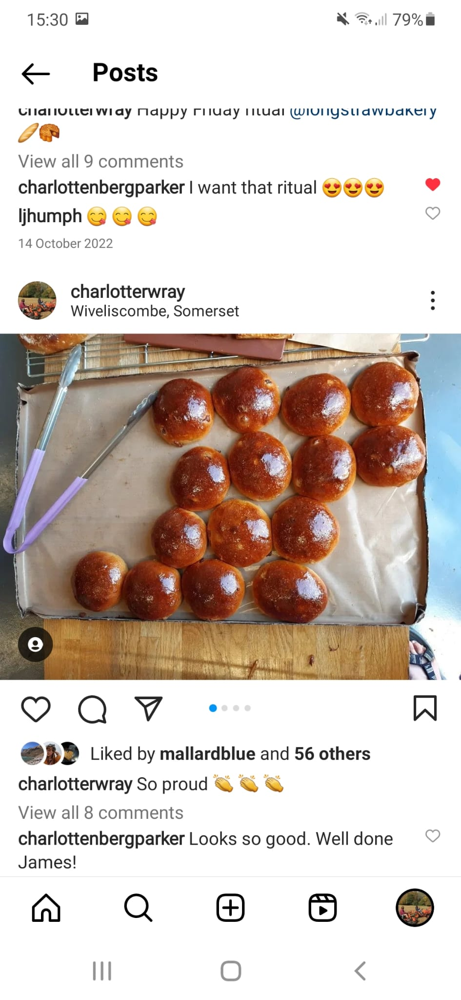 15:30 79%
Posts
charlotterwray Happy Friday ritual @longstrawbakery
🥖🥮
View all 9 comments
charlottenbergparker I want that ritual 😍😍😍
ljhumph 😋😋😋
14 October 2022
charlotterwray
Wiveliscombe, Somerset
Liked by mallardblue and 56 others
charlotterwray So proud 👏👏👏
View all 8 comments
charlottenbergparker Looks so good. Well done
James!